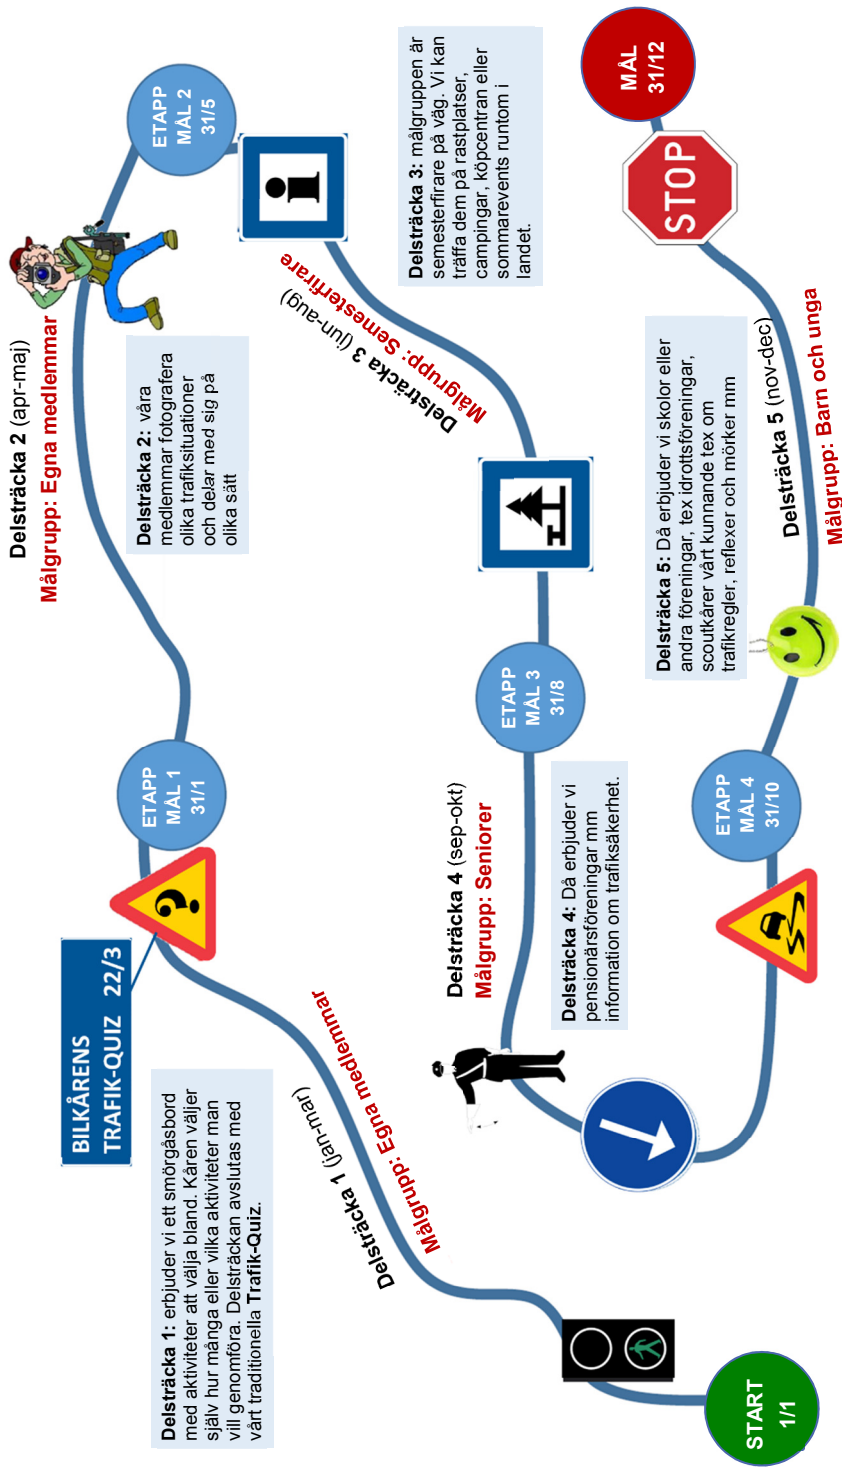 START
1/1
Delsträcka 1 (jan-mar)
Målgrupp: Egna medlemmar
Delsträcka 1: erbjuder vi ett smörgåsbord
med aktiviteter att välja bland. Kåren väljer
själv hur många eller vilka aktiviteter man
vill genomföra. Delsträckan avslutas med
vårt traditionella Trafik-Quiz.
BILKÅRENS
TRAFIK-QUIZ 22/3
?
ETAPP
MÅL 1
31/1
Delsträcka 2 (apr-maj)
Målgrupp: Egna medlemmar
Delsträcka 2: våra
medlemmar fotografera
olika trafiksituationer
och delar med sig på
olika sätt
ETAPP
MÅL 2
31/5
i
Delsträcka 3 (jun-aug)
Målgrupp: Semesterfirare
Delsträcka 3: målgruppen är
semesterfirare på väg. Vi kan
träffa dem på rastplatser,
campingar, köpcentran eller
sommarevents runtom i
landet.
ETAPP
MÅL 3
31/8
Delsträcka 4 (sep-okt)
Målgrupp: Seniorer
Delsträcka 4: Då erbjuder vi
pensionärsföreningar mm
information om trafiksäkerhet.
ETAPP
MÅL 4
31/10
Delsträcka 5: Då erbjuder vi skolor eller
andra föreningar, tex idrottsföreningar,
scoutkårer vårt kunnande tex om
trafikregler, reflexer och mörker mm
Delsträcka 5 (nov-dec)
Målgrupp: Barn och unga
STOP
MÅL
31/12